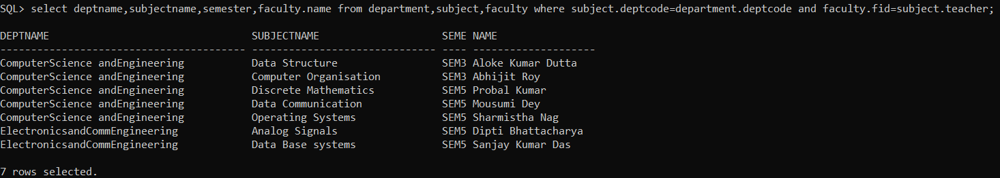 SQL> select deptname,subjectname,semester,faculty.name from department,subject,faculty where subject.deptcode=department.deptcode and faculty.fid=subject.teacher;
DEPTNAME                                 SUBJECTNAME                    SEME NAME
---------------------------------------- ------------------------------ ---- --------------------
ComputerScience andEngineering           Data Structure                 SEM3 Aloke Kumar Dutta
ComputerScience andEngineering           Computer Organisation          SEM3 Abhijit Roy
ComputerScience andEngineering           Discrete Mathematics           SEM5 Probal Kumar
ComputerScience andEngineering           Data Communication             SEM5 Mousumi Dey
ComputerScience andEngineering           Operating Systems              SEM5 Sharmistha Nag
ElectronicsandCommEngineering            Analog Signals                 SEM5 Dipti Bhattacharya
ElectronicsandCommEngineering            Data Base systems              SEM5 Sanjay Kumar Das
7 rows selected.